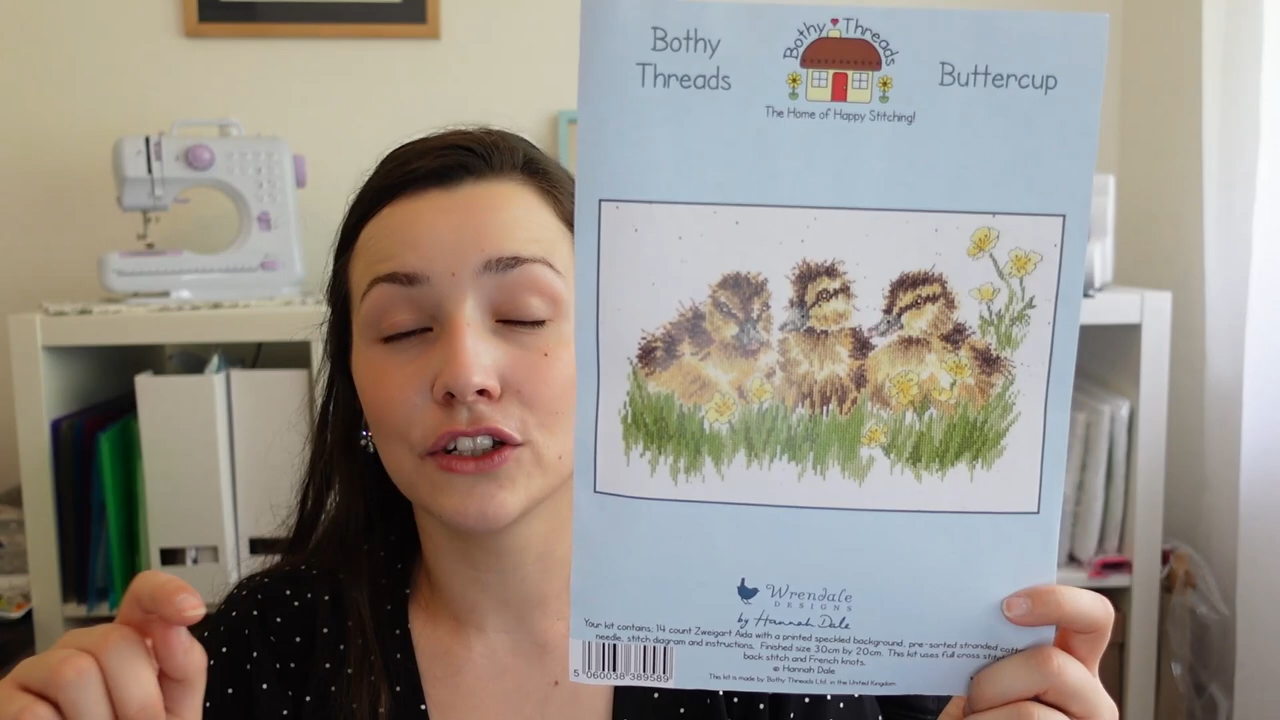 Bothy
Threads
Bothy Threads
The Home of Happy Stitching!
Buttercup
Wrendale
DESIGNS
by Hannah Dale
Your kit contains; 14 count Zweigart Aida with a printed speckled background, pre-sorted stranded
needle, stitch diagram and instructions. Finished size 30cm by 20cm. This kit uses full cross
back stitch and French knots.
© Hannah Dale
This kit is made by Bothy Threads Ltd. in the United Kingdom.
5 060038 389589